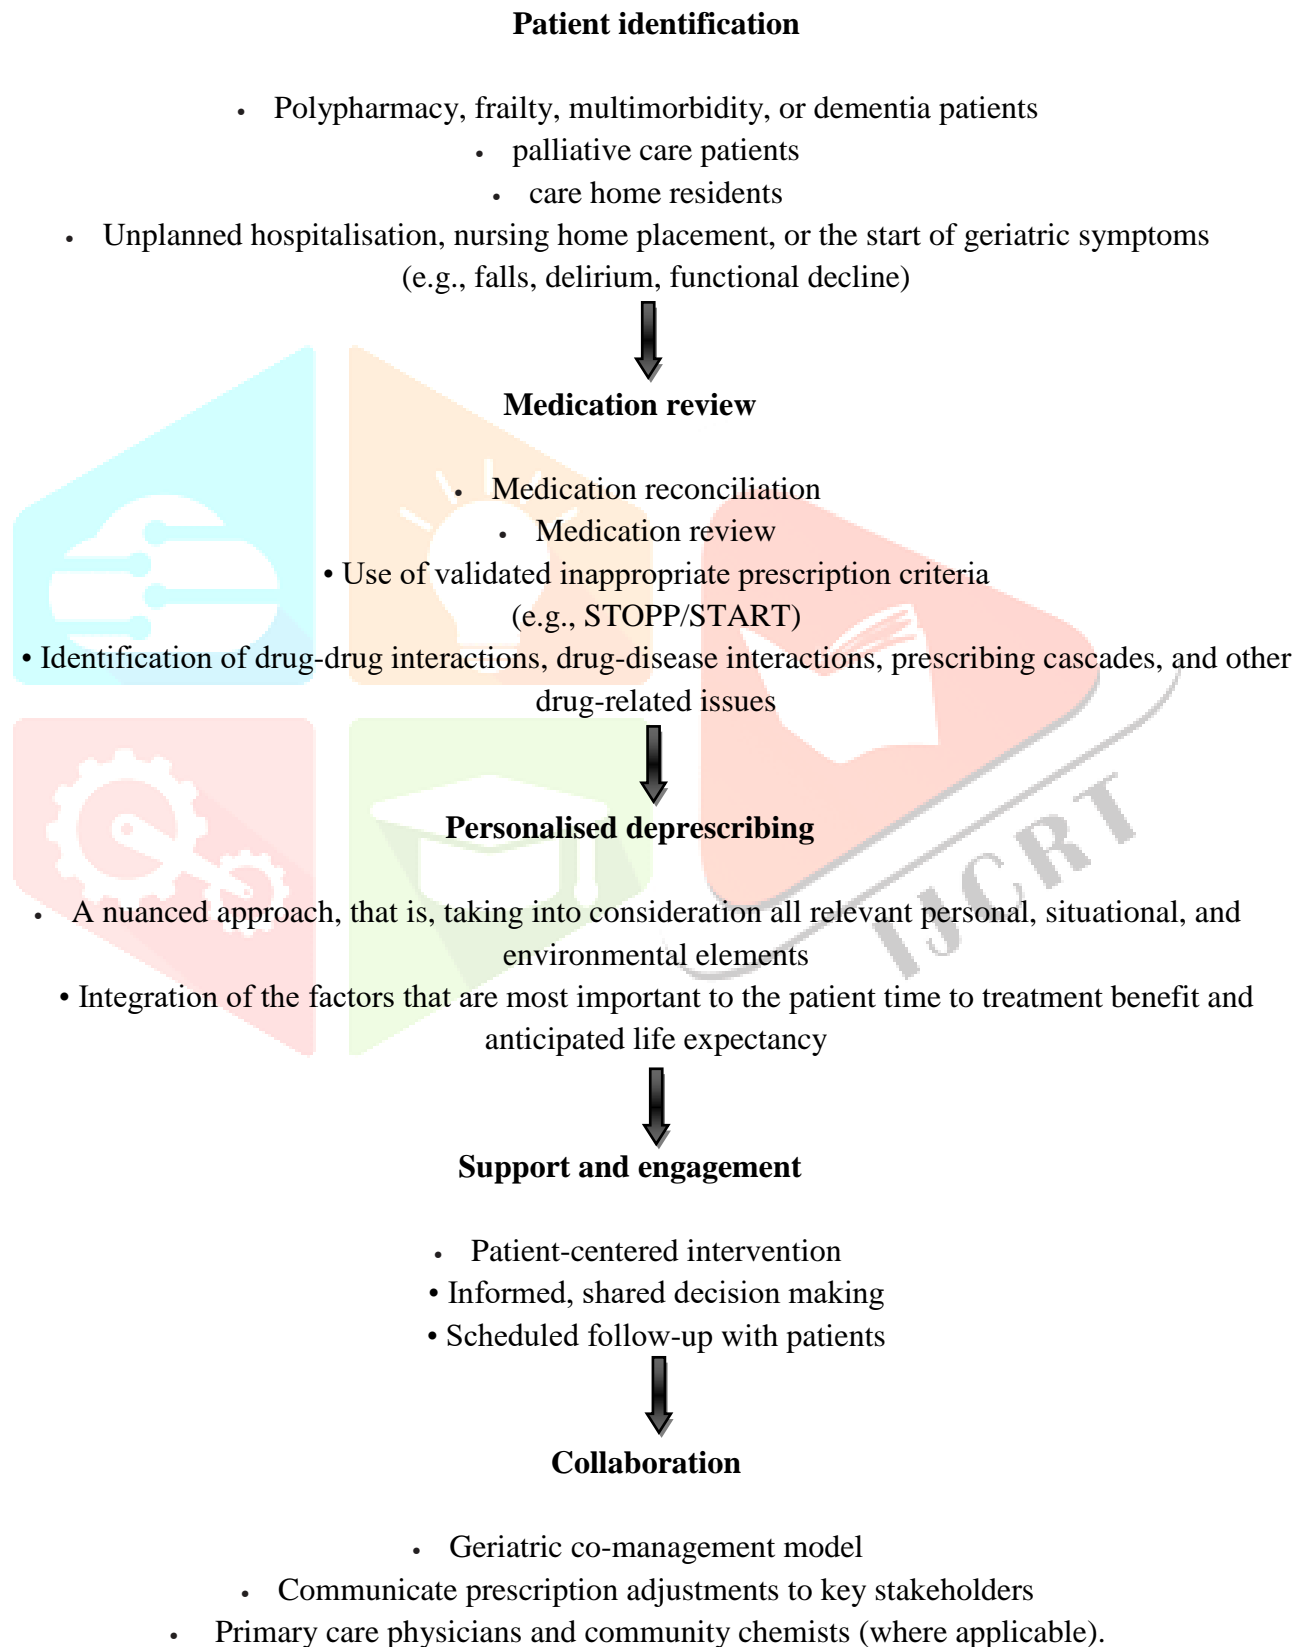 Patient identification
• Polypharmacy, frailty, multimorbidity, or dementia patients
• palliative care patients
• care home residents
• Unplanned hospitalisation, nursing home placement, or the start of geriatric symptoms
(e.g., falls, delirium, functional decline)
Medication review
• Medication reconciliation
• Medication review
• Use of validated inappropriate prescription criteria
(e.g., STOPP/START)
• Identification of drug-drug interactions, drug-disease interactions, prescribing cascades, and other
drug-related issues
Personalised deprescribing
• A nuanced approach, that is, taking into consideration all relevant personal, situational, and
environmental elements
• Integration of the factors that are most important to the patient time to treatment benefit and
anticipated life expectancy
IJCRT
Support and engagement
• Patient-centered intervention
• Informed, shared decision making
• Scheduled follow-up with patients
Collaboration
• Geriatric co-management model
• Communicate prescription adjustments to key stakeholders
• Primary care physicians and community chemists (where applicable).